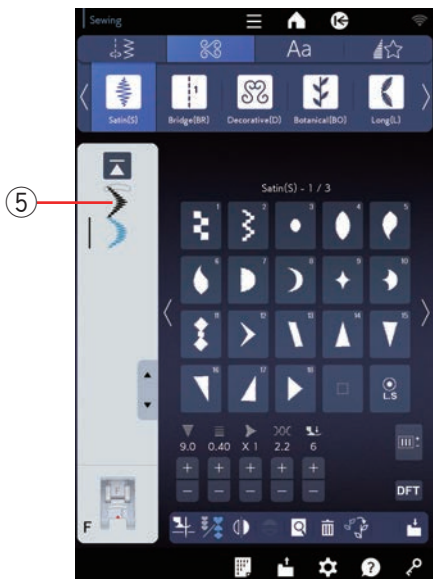 Sewing
Aa
1
Satin(S) Bridge(BR) Decorative(D) Botanical(BO) Long(L)
5
Satin(S) - 1 / 3
1 2 3 4 5
6 7 8 9 10
11 12 13 14 15
16 17 18 L.S
9.0 0.40 X 1 2.2 6
+ + + + +
− − − − −
DFT
F
?